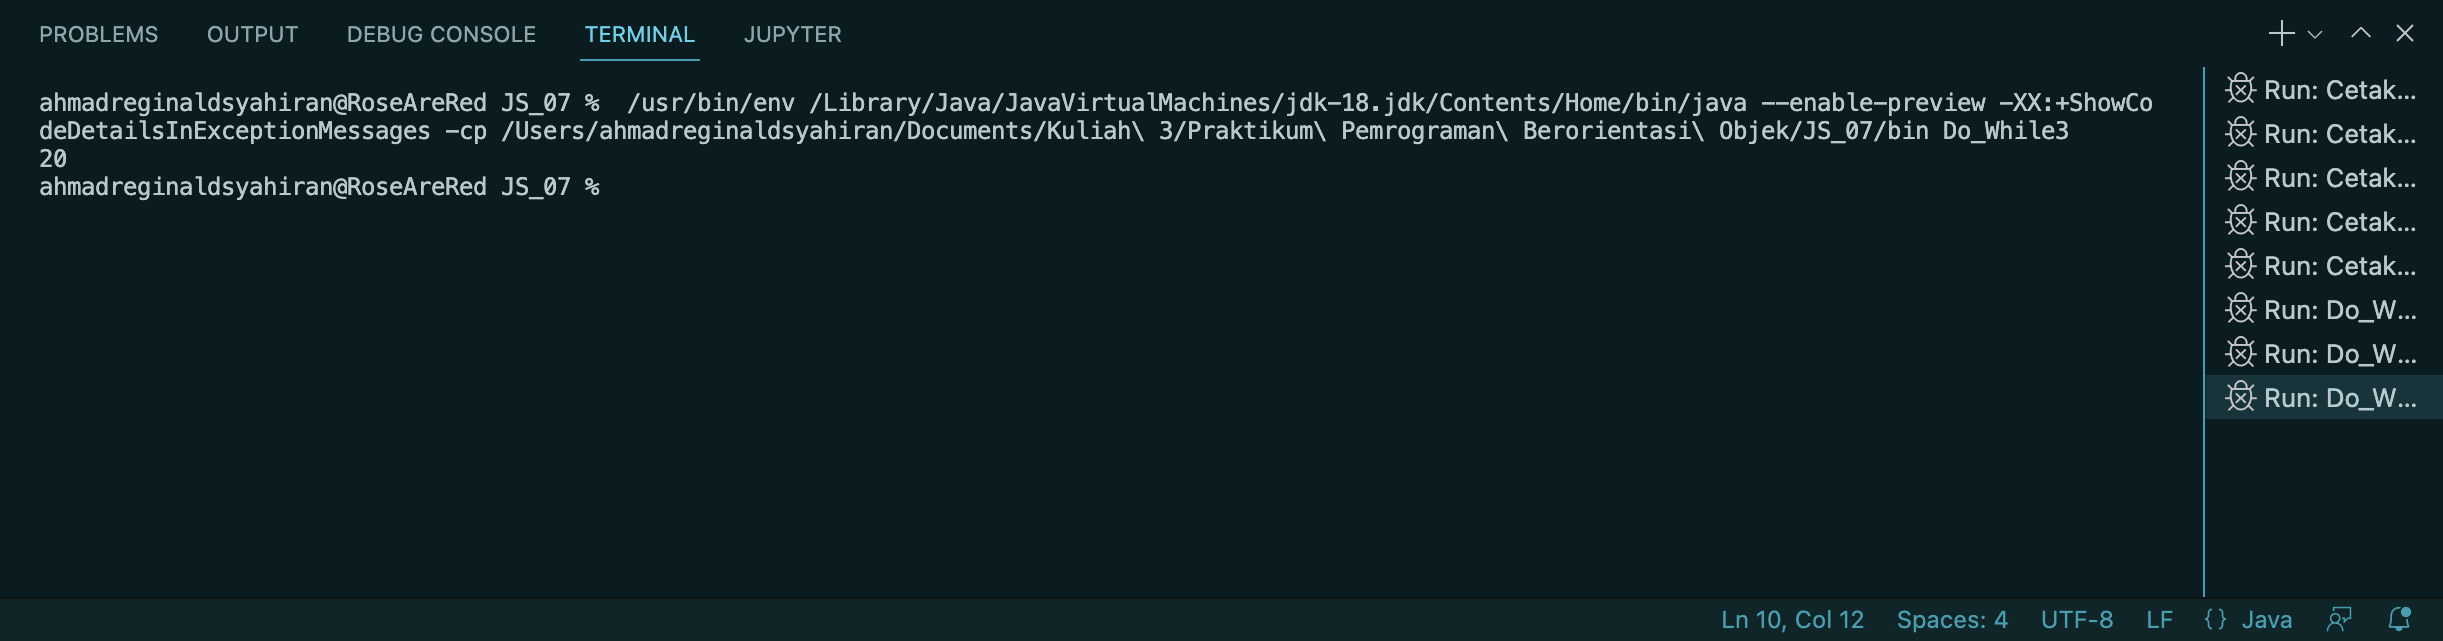 PROBLEMS OUTPUT DEBUG CONSOLE TERMINAL JUPYTER
ahmadreginaldsyahiran@RoseAreRed JS_07 %  /usr/bin/env /Library/Java/JavaVirtualMachines/jdk-18.jdk/Contents/Home/bin/java --enable-preview -XX:+ShowCo
deDetailsInExceptionMessages -cp /Users/ahmadreginaldsyahiran/Documents/Kuliah\ 3/Praktikum\ Pemrograman\ Berorientasi\ Objek/JS_07/bin Do_While3
20
ahmadreginaldsyahiran@RoseAreRed JS_07 %
Run: Cetak...
Run: Cetak...
Run: Cetak...
Run: Cetak...
Run: Cetak...
Run: Do_W...
Run: Do_W...
Run: Do_W...
Ln 10, Col 12 Spaces: 4 UTF-8 LF {} Java